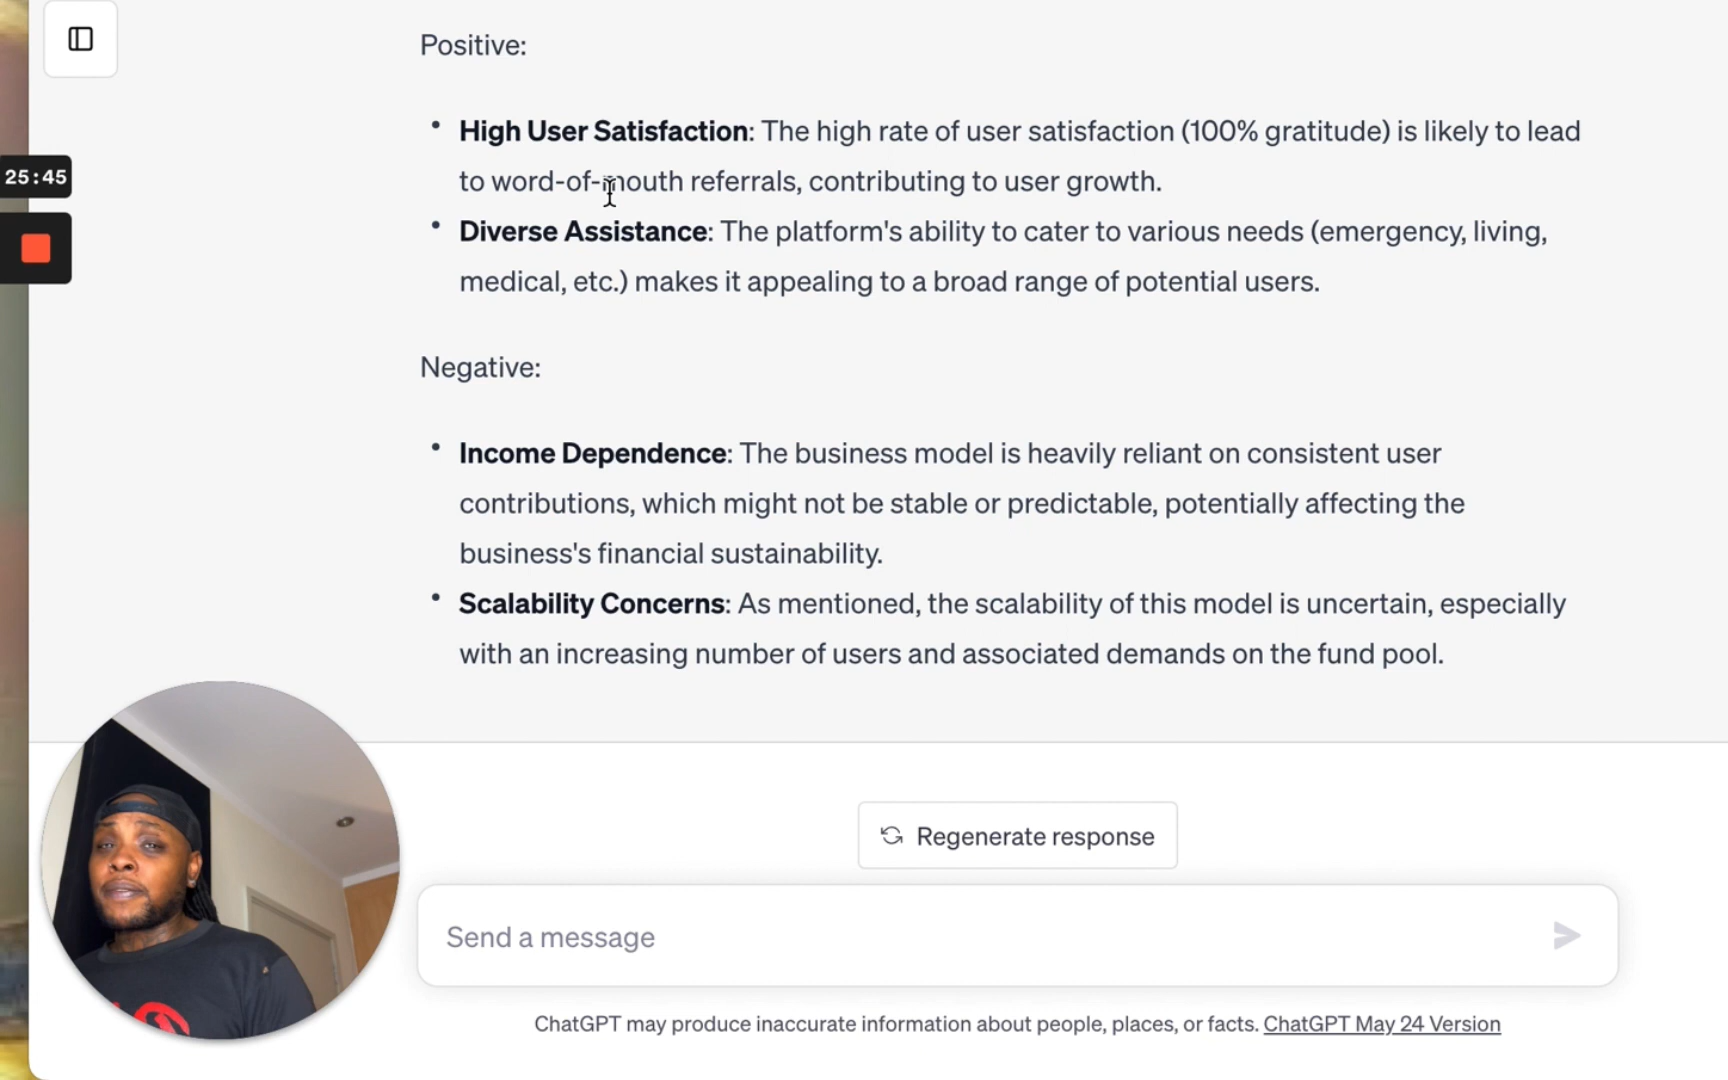 Positive:
• High User Satisfaction: The high rate of user satisfaction (100% gratitude) is likely to lead
to word-of-mouth referrals, contributing to user growth.
• Diverse Assistance: The platform's ability to cater to various needs (emergency, living,
medical, etc.) makes it appealing to a broad range of potential users.
25:45
Negative:
• Income Dependence: The business model is heavily reliant on consistent user
contributions, which might not be stable or predictable, potentially affecting the
business's financial sustainability.
• Scalability Concerns: As mentioned, the scalability of this model is uncertain, especially
with an increasing number of users and associated demands on the fund pool.
Regenerate response
Send a message
ChatGPT may produce inaccurate information about people, places, or facts. ChatGPT May 24 Version